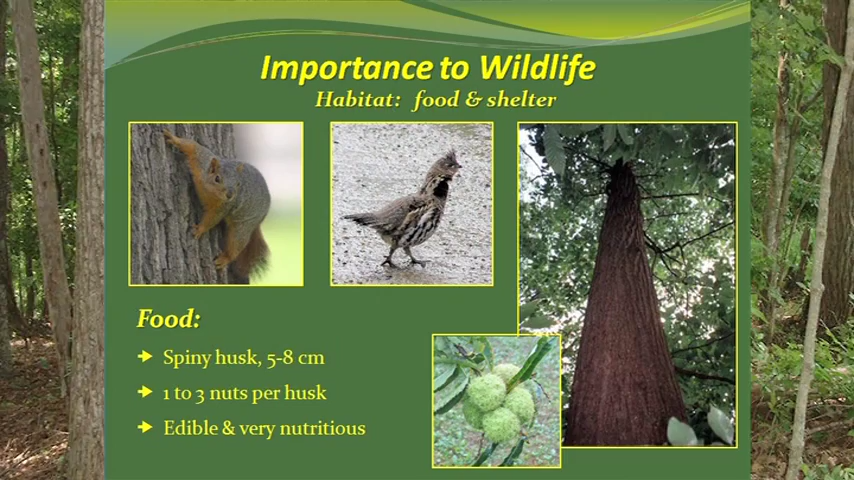 Importance to Wildlife
Habitat: food & shelter
Food:
Spiny husk, 5-8 cm
1 to 3 nuts per husk
Edible & very nutritious